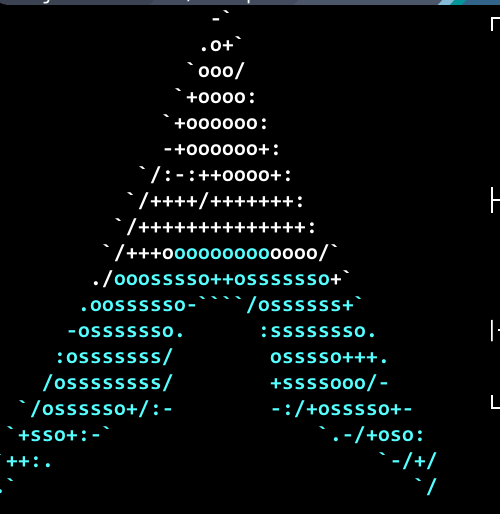 -`
.o+`
`ooo/
`+oooo:
`+oooooo:
-+oooooo+:
`/:-:++oooo+:
`/++++/+++++++:
`/++++++++++++++:
`/+++ooooooooooooo/`
./ooosssso++osssssso+`
.oossssso-````/ossssss+`
-osssssso. :ssssssso.
:osssssss/ osssso+++.
/ossssssss/ +ssssooo/-
`/ossssso+/:- -:/+osssso+-
`+sso+:-` `.-/+oso:
++:. `-/+/
.` `/